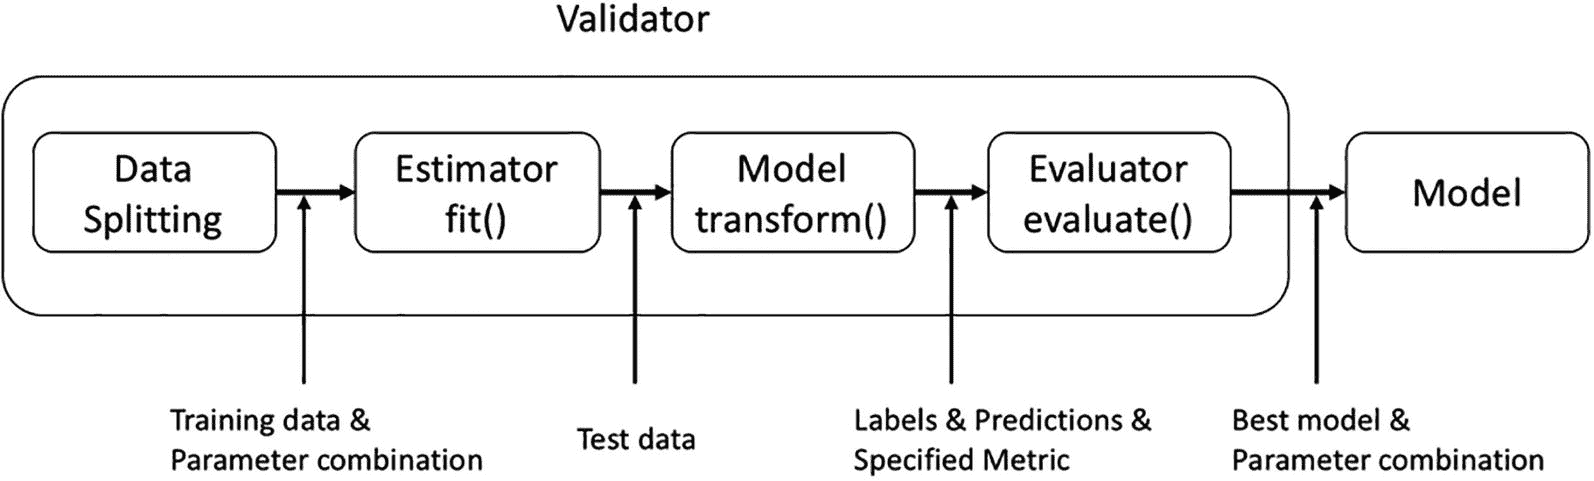 Validator
Data
Splitting
Estimator
fit()
Model
transform()
Evaluator
evaluate()
Model
Training data &
Parameter combination
Test data
Labels & Predictions &
Specified Metric
Best model &
Parameter combination